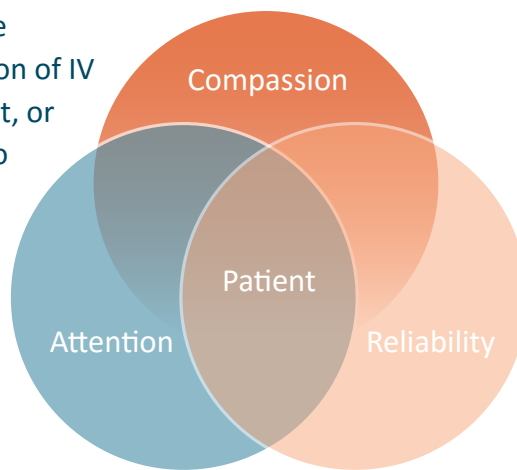 e
on of IV
t, or
o
Compassion
Patient
Attention
Reliability